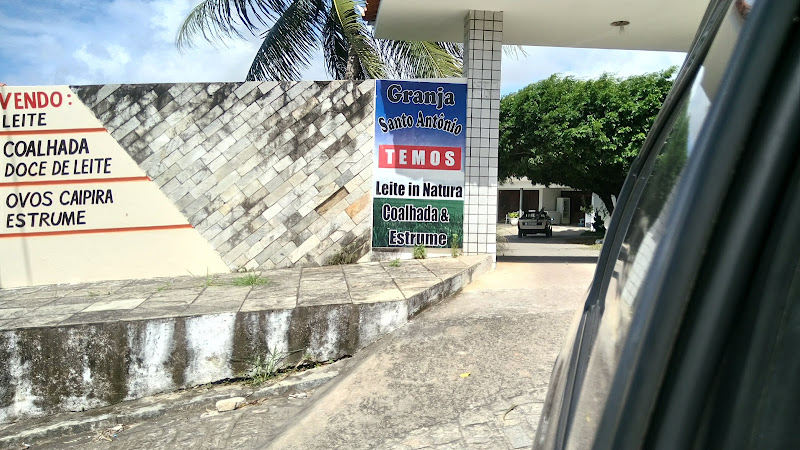 VENDO:
LEITE
COALHADA
DOCE DE LEITE
OVOS CAIPIRA
ESTRUME
Granja
Santo Antônio
TEMOS
Leite in Natura
Coalhada &
Estrume